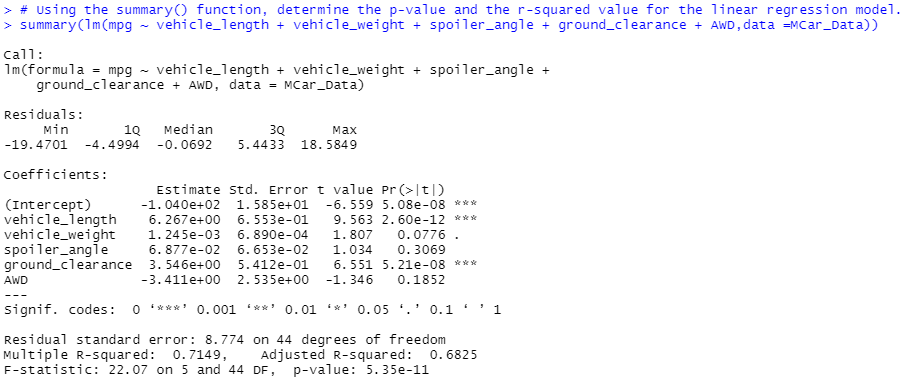 > # Using the summary() function, determine the p-value and the r-squared value for the linear regression model.
> summary(lm(mpg ~ vehicle_length + vehicle_weight + spoiler_angle + ground_clearance + AWD,data =MCar_Data))
Call:
lm(formula = mpg ~ vehicle_length + vehicle_weight + spoiler_angle +
    ground_clearance + AWD, data = MCar_Data)
Residuals:
     Min       1Q   Median       3Q      Max
-19.4701  -4.4994  -0.0692   5.4433  18.5849
Coefficients:
                   Estimate Std. Error t value Pr(>|t|)
(Intercept)      -1.040e+02  1.585e+01  -6.559 5.08e-08 ***
vehicle_length    6.267e+00  6.553e-01   9.563 2.60e-12 ***
vehicle_weight    1.245e-03  6.890e-04   1.807   0.0776 .
spoiler_angle     6.877e-02  6.653e-02   1.034   0.3069
ground_clearance  3.546e+00  5.412e-01   6.551 5.21e-08 ***
AWD              -3.411e+00  2.535e+00  -1.346   0.1852
---
Signif. codes:  0 ‘***’ 0.001 ‘**’ 0.01 ‘*’ 0.05 ‘.’ 0.1 ‘ ’ 1
Residual standard error: 8.774 on 44 degrees of freedom
Multiple R-squared:  0.7149,    Adjusted R-squared:  0.6825
F-statistic: 22.07 on 5 and 44 DF,  p-value: 5.35e-11